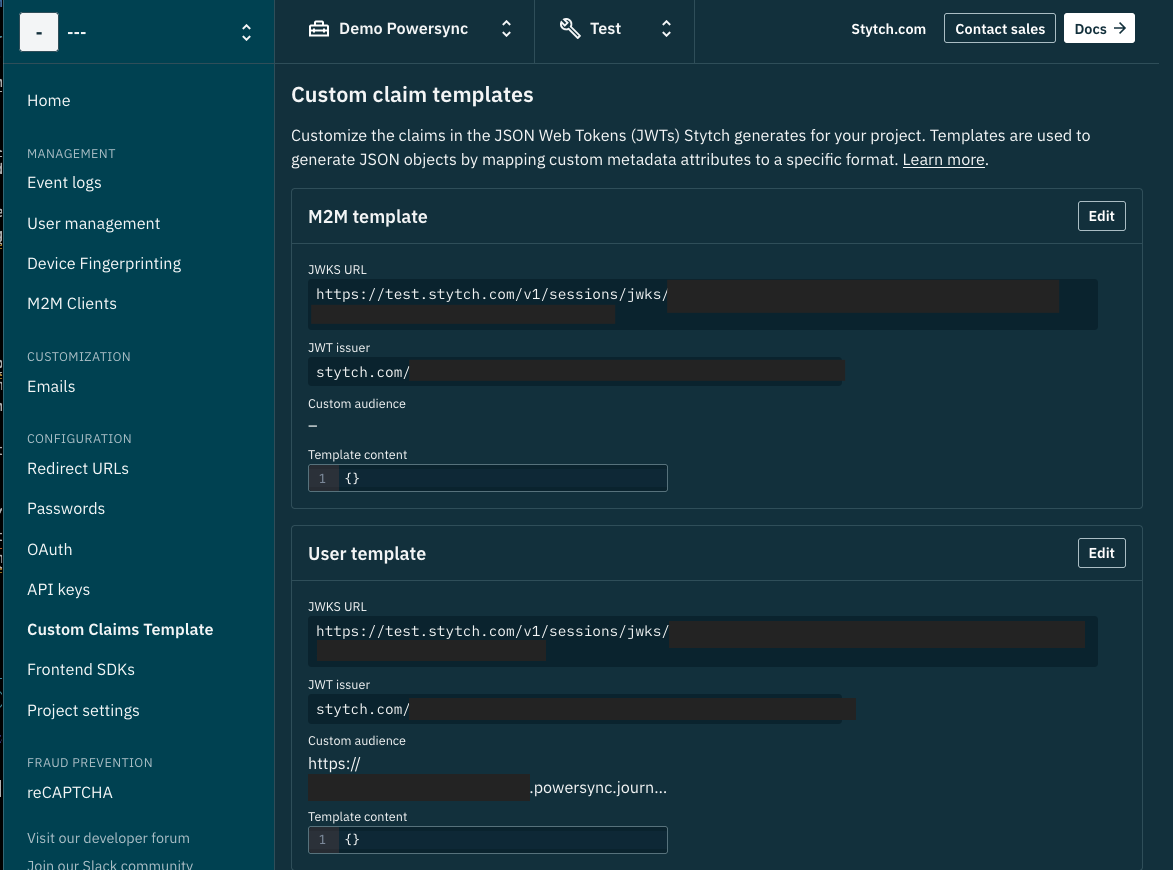 - ---
Demo Powersync
Test
Stytch.com
Contact sales
Docs →
Home
MANAGEMENT
Event logs
User management
Device Fingerprinting
M2M Clients
CUSTOMIZATION
Emails
CONFIGURATION
Redirect URLs
Passwords
OAuth
API keys
Custom Claims Template
Frontend SDKs
Project settings
FRAUD PREVENTION
reCAPTCHA
Visit our developer forum
Join our Slack community
Custom claim templates
Customize the claims in the JSON Web Tokens (JWTs) Stytch generates for your project. Templates are used to
generate JSON objects by mapping custom metadata attributes to a specific format. Learn more.
M2M template
Edit
JWKS URL
https://test.stytch.com/v1/sessions/jwks/
JWT issuer
stytch.com/
Custom audience
–
Template content
1 {}
User template
Edit
JWKS URL
https://test.stytch.com/v1/sessions/jwks/
JWT issuer
stytch.com/
Custom audience
https://
.powersync.journ...
Template content
1 {}